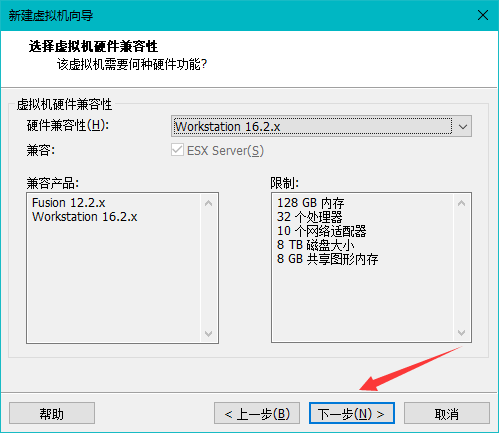 新建虚拟机向导
选择虚拟机硬件兼容性
该虚拟机需要何种硬件功能?
虚拟机硬件兼容性
硬件兼容性(H):
Workstation 16.2.x
兼容:
ESX Server(S)
兼容产品:
Fusion 12.2.x
Workstation 16.2.x
限制:
128 GB 内存
32 个处理器
10 个网络适配器
8 TB 磁盘大小
8 GB 共享图形内存
帮助
< 上一步(B)
下一步(N) >
取消